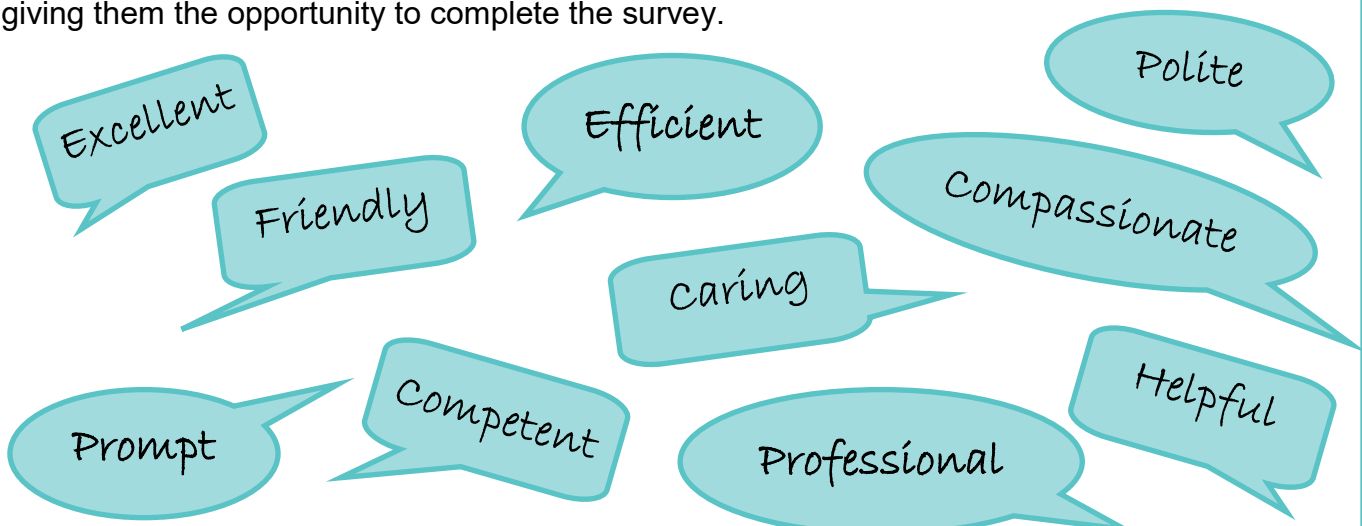 giving them the opportunity to complete the survey.
Excellent
Friendly
Efficient
Polite
Compassionate
Caring
Prompt
Competent
Professional
Helpful